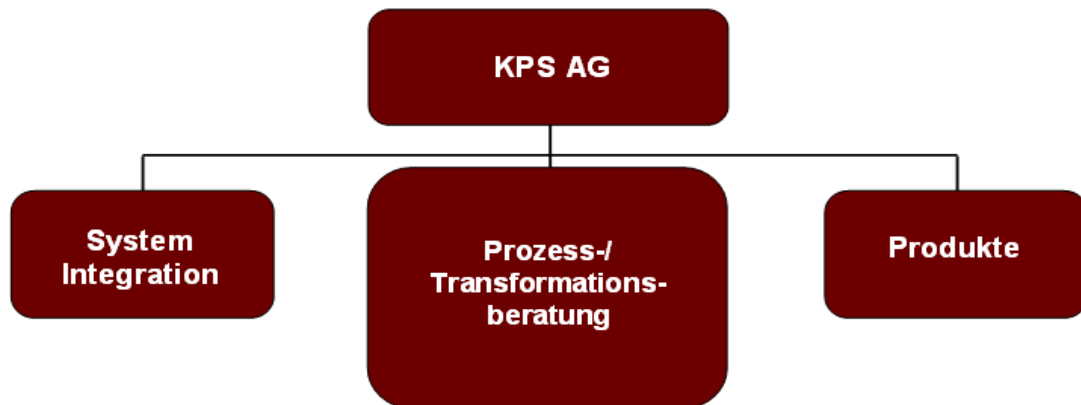 KPS AG
System
Integration
Prozess-/
Transformations-
beratung
Produkte